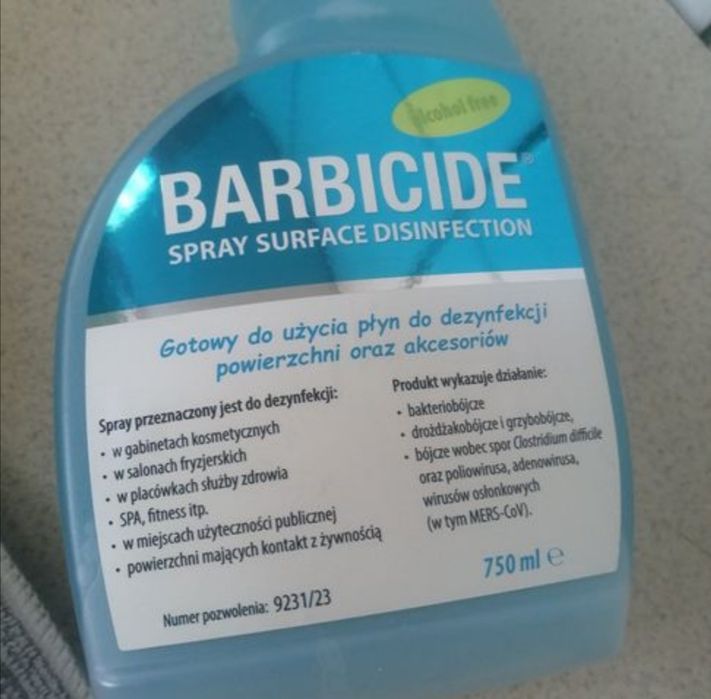 alcohol free
BARBICIDE®
SPRAY SURFACE DISINFECTION
Gotowy do użycia płyn do dezynfekcji
powierzchni oraz akcesoriów
Spray przeznaczony jest do dezynfekcji:
• w gabinetach kosmetycznych
• w salonach fryzjerskich
• w placówkach służby zdrowia
• SPA, fitness itp.
• w miejscach użyteczności publicznej
• powierzchni mających kontakt z żywnością
Produkt wykazuje działanie:
• bakteriobójcze
• drożdżakobójcze i grzybobójcze,
• bójcze wobec spor Clostridium difficile
oraz poliowirusa, adenowirusa,
wirusów osłonkowych
(w tym MERS-CoV).
750 ml ℮
Numer pozwolenia: 9231/23